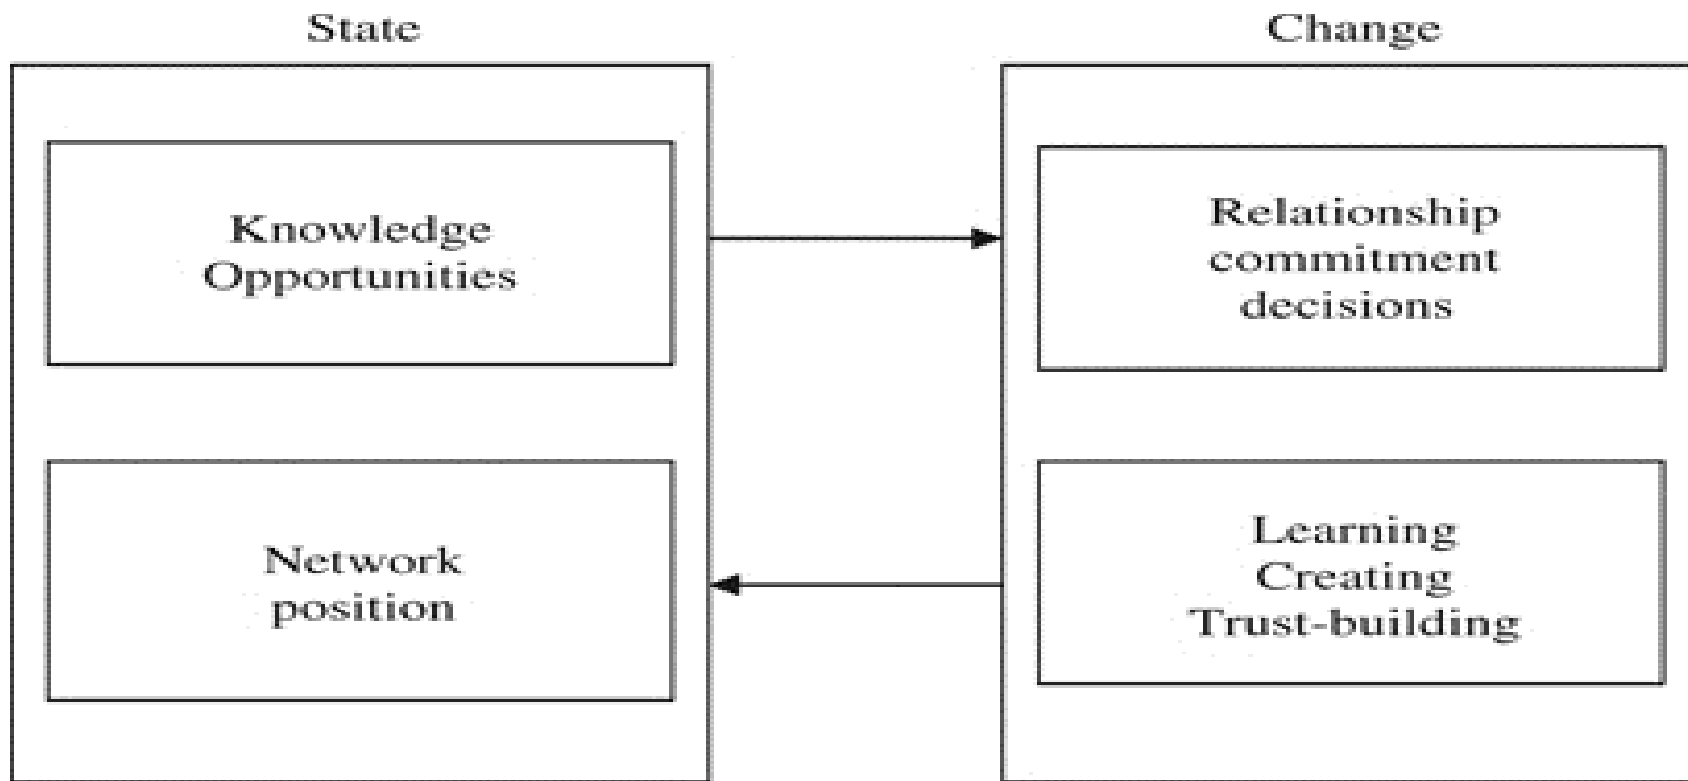 State
Knowledge
Opportunities
Network
position
Change
Relationship
commitment
decisions
Learning
Creating
Trust-building